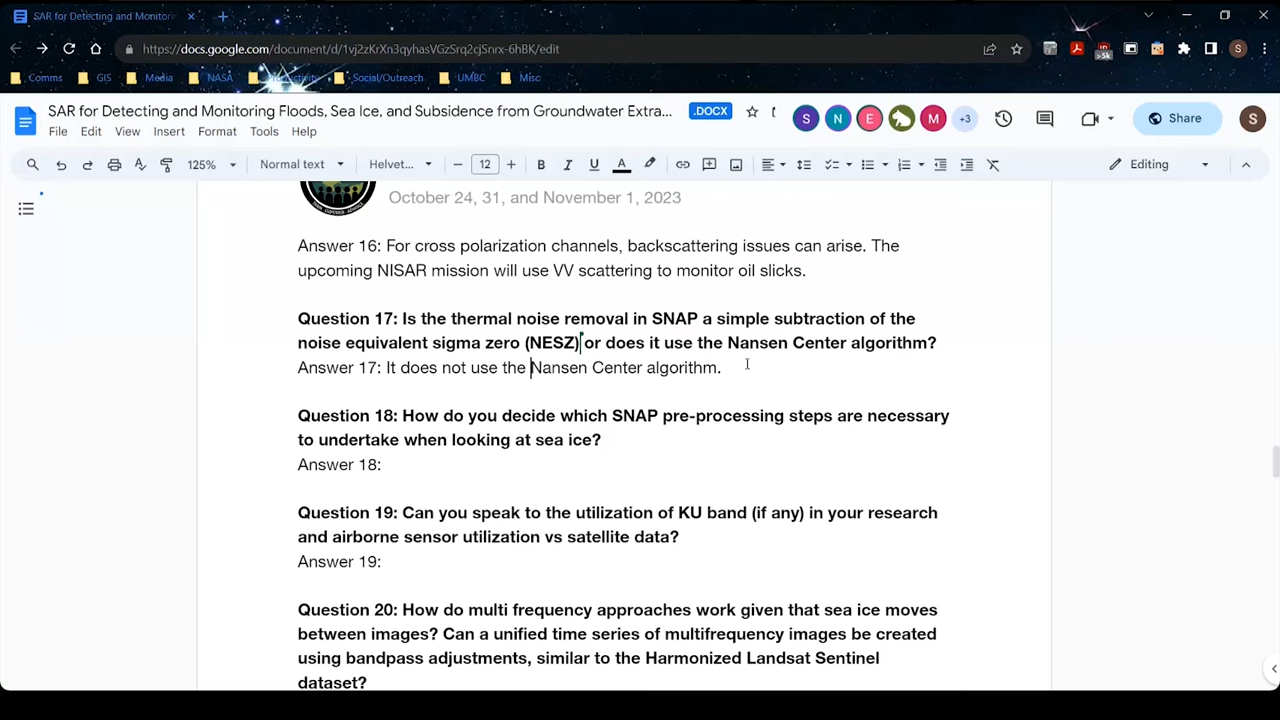 SAR for Detecting and Monitorin
https://docs.google.com/document/d/1vj2zKrXn3qyhasVGzSrq2cjSnrx-6hBK/edit
>5k
S
Comms GIS Media NASA Productivity Social/Outreach UMBC Misc
SAR for Detecting and Monitoring Floods, Sea Ice, and Subsidence from Groundwater Extra... .DOCX
S N E M +3 Share S
File Edit View Insert Format Tools Help
125% Normal text Helvet... 12 B I U A Editing
October 24, 31, and November 1, 2023
Answer 16: For cross polarization channels, backscattering issues can arise. The
upcoming NISAR mission will use VV scattering to monitor oil slicks.
Question 17: Is the thermal noise removal in SNAP a simple subtraction of the
noise equivalent sigma zero (NESZ) or does it use the Nansen Center algorithm?
Answer 17: It does not use the Nansen Center algorithm.
Question 18: How do you decide which SNAP pre-processing steps are necessary
to undertake when looking at sea ice?
Answer 18:
Question 19: Can you speak to the utilization of KU band (if any) in your research
and airborne sensor utilization vs satellite data?
Answer 19:
Question 20: How do multi frequency approaches work given that sea ice moves
between images? Can a unified time series of multifrequency images be created
using bandpass adjustments, similar to the Harmonized Landsat Sentinel
dataset?